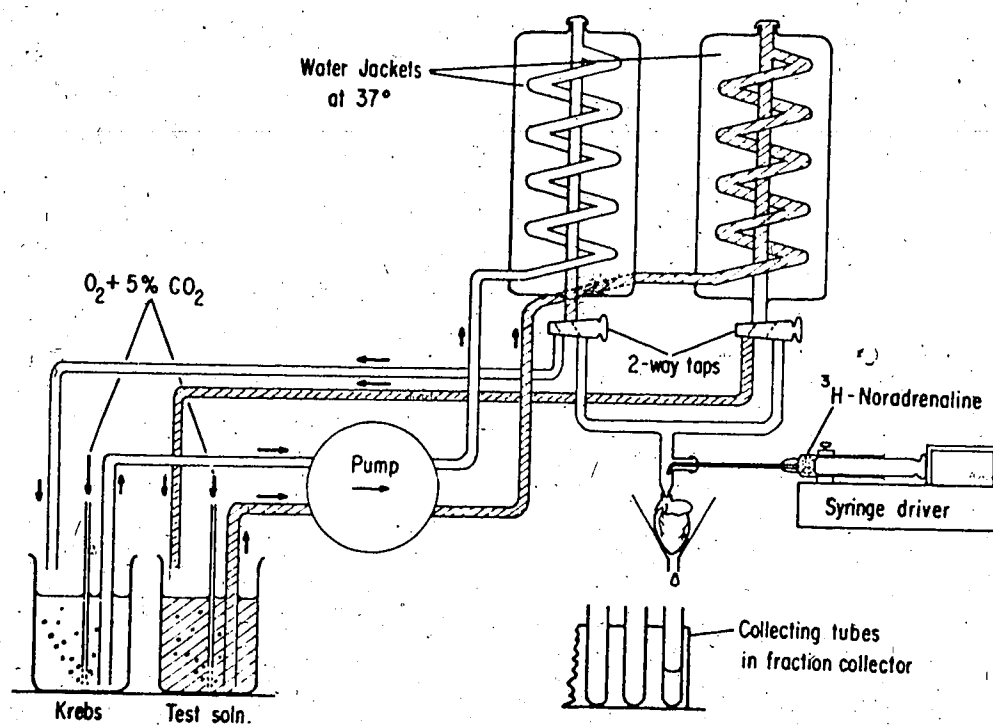 Water Jackets
at 37°
O₂ + 5% CO₂
2-way taps
³H-Noradrenaline
Pump
Syringe driver
Collecting tubes
in fraction collector
Krebs
Test soln.